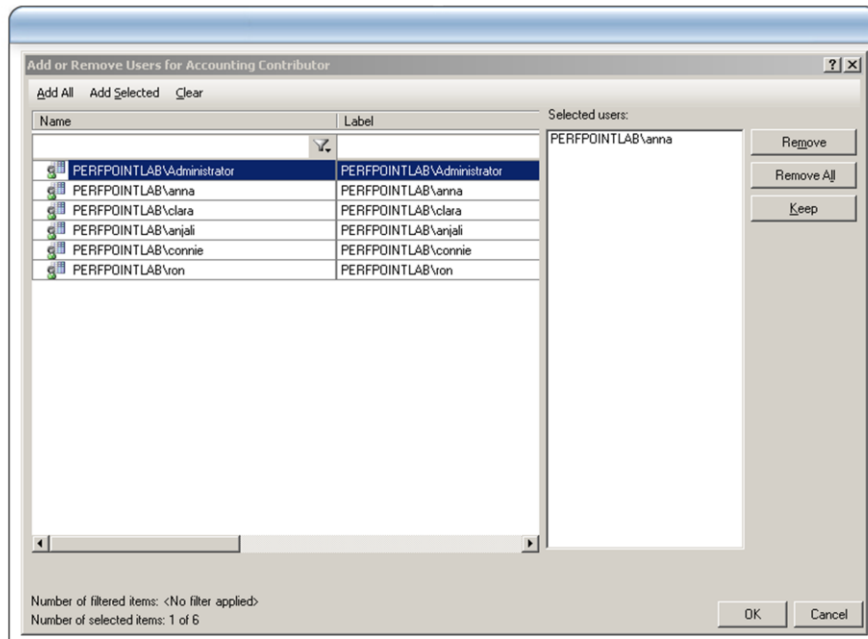 Add or Remove Users for Accounting Contributor
? X
Add All Add Selected Clear
Name Label
Selected users:
PERFPOINTLAB\Administrator PERFPOINTLAB\Administrator
PERFPOINTLAB\anna PERFPOINTLAB\anna
PERFPOINTLAB\clara PERFPOINTLAB\clara
PERFPOINTLAB\anjali PERFPOINTLAB\anjali
PERFPOINTLAB\connie PERFPOINTLAB\connie
PERFPOINTLAB\ron PERFPOINTLAB\ron
PERFPOINTLAB\anna
Remove
Remove All
Keep
Number of filtered items: <No filter applied>
Number of selected items: 1 of 6
OK Cancel